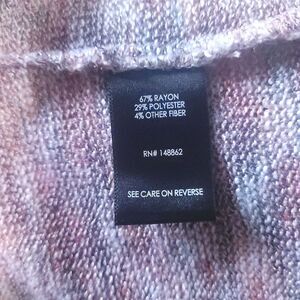 67% RAYON
29% POLYESTER
4% OTHER FIBER
RN# 148862
SEE CARE ON REVERSE